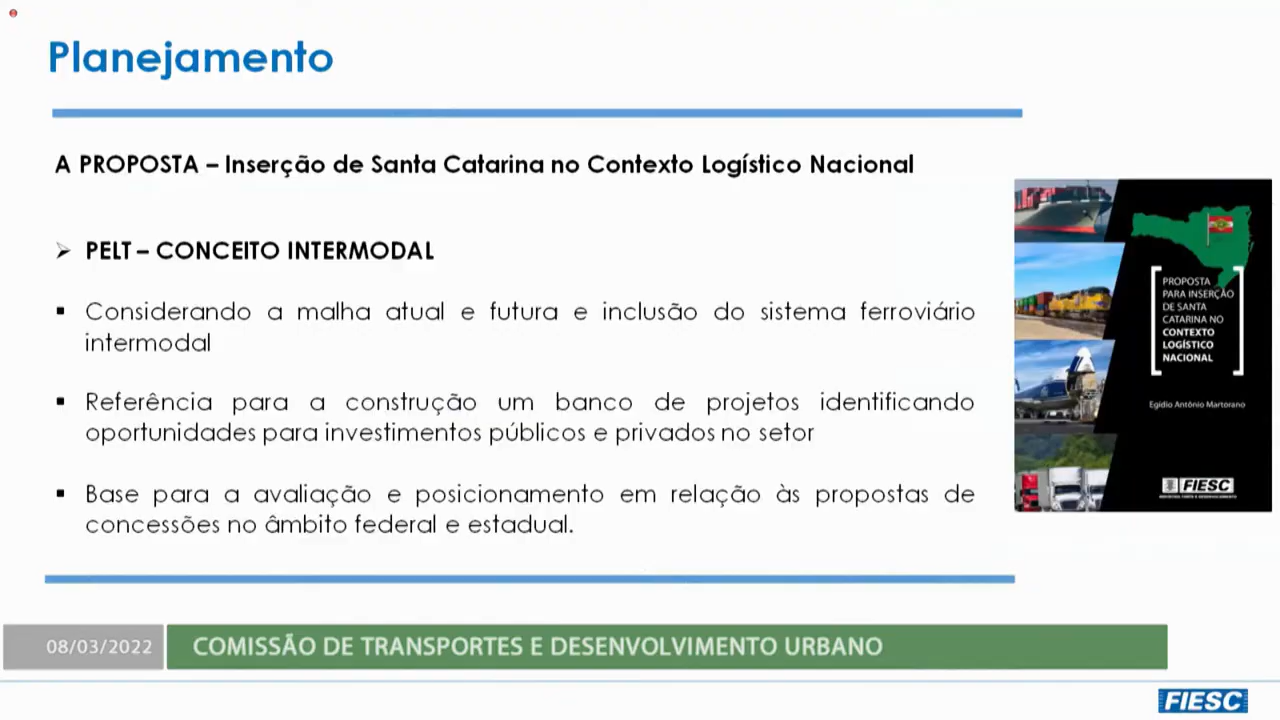 Planejamento
A PROPOSTA – Inserção de Santa Catarina no Contexto Logístico Nacional
➢ PELT – CONCEITO INTERMODAL
▪ Considerando a malha atual e futura e inclusão do sistema ferroviário
intermodal
▪ Referência para a construção um banco de projetos identificando
oportunidades para investimentos públicos e privados no setor
▪ Base para a avaliação e posicionamento em relação às propostas de
concessões no âmbito federal e estadual.
PROPOSTA
PARA INSERÇÃO
DE SANTA
CATARINA NO
CONTEXTO
LOGÍSTICO
NACIONAL
Egídio Antônio Martorano
FIESC
08/03/2022
COMISSÃO DE TRANSPORTES E DESENVOLVIMENTO URBANO
FIESC